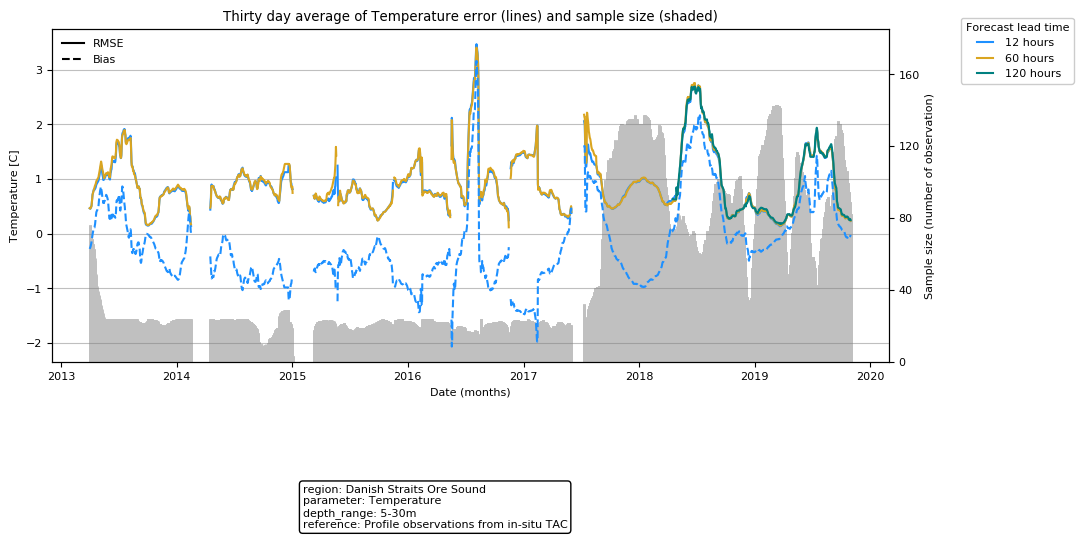 Thirty day average of Temperature error (lines) and sample size (shaded)
Forecast lead time
12 hours
60 hours
120 hours
RMSE
Bias
Temperature [C]
3
2
1
0
−1
−2
160
120
80
40
0
Sample size (number of observation)
2013 2014 2015 2016 2017 2018 2019 2020
Date (months)
region: Danish Straits Ore Sound
parameter: Temperature
depth_range: 5-30m
reference: Profile observations from in-situ TAC